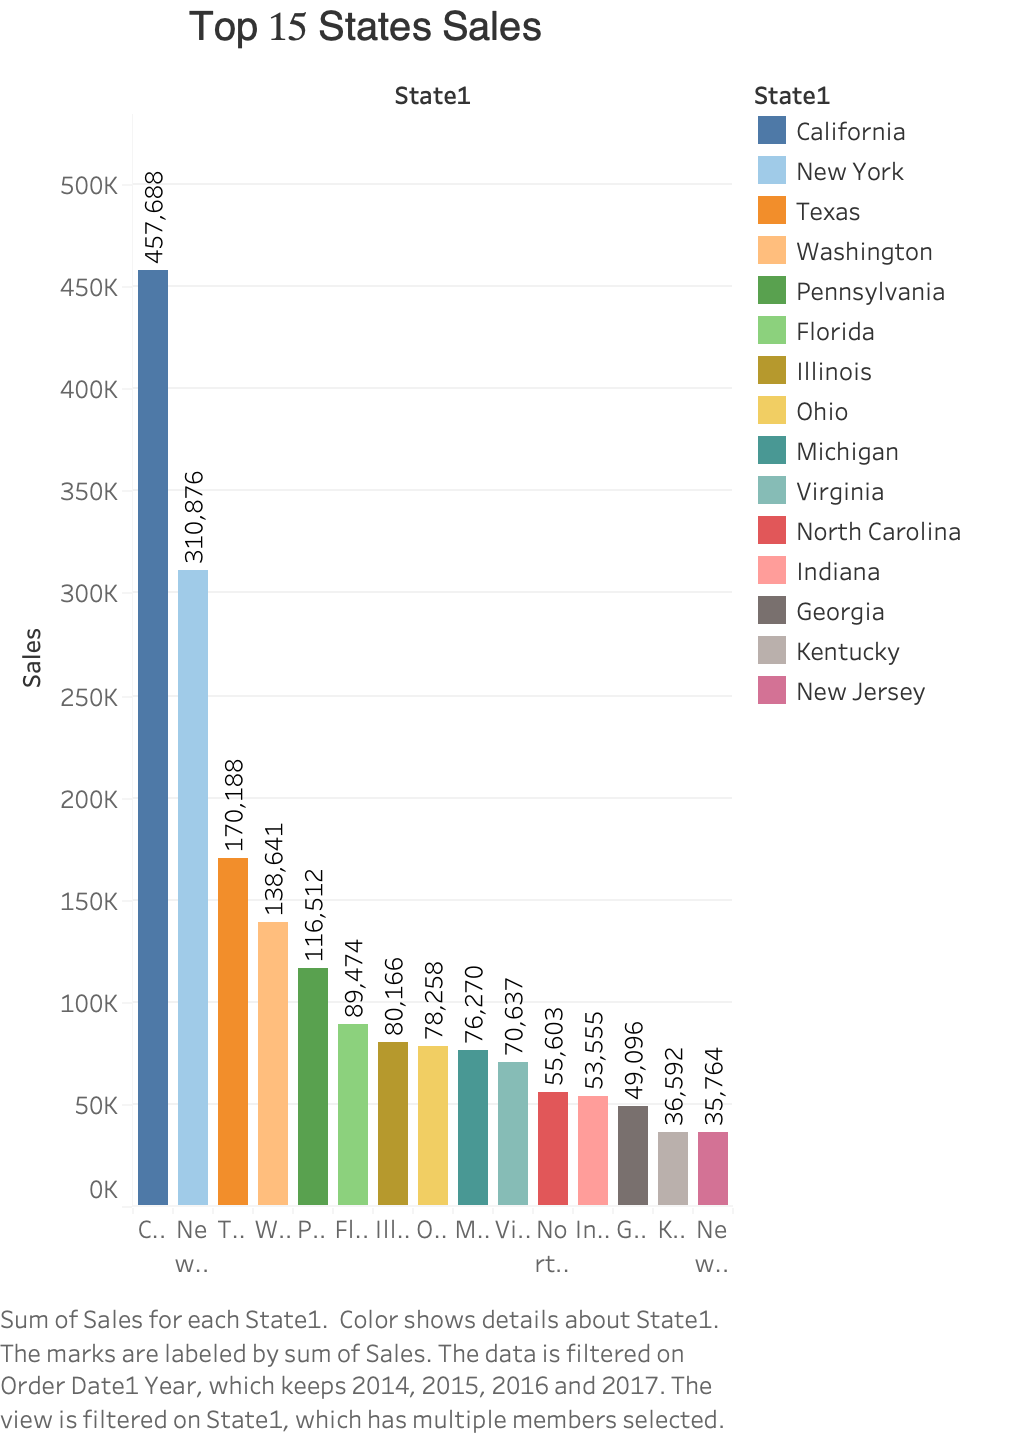 Top 15 States Sales
State1
State1
California
New York
Texas
Washington
Pennsylvania
Florida
Illinois
Ohio
Michigan
Virginia
North Carolina
Indiana
Georgia
Kentucky
New Jersey
Sales
500K
450K
400K
350K
300K
250K
200K
150K
100K
50K
0K
457,688
310,876
170,188
138,641
116,512
89,474
80,166
78,258
76,270
70,637
55,603
53,555
49,096
36,592
35,764
C.. Ne T.. W.. P.. Fl.. Ill.. O.. M.. Vi.. No In.. G.. K.. Ne
w.. rt.. w..
Sum of Sales for each State1. Color shows details about State1.
The marks are labeled by sum of Sales. The data is filtered on
Order Date1 Year, which keeps 2014, 2015, 2016 and 2017. The
view is filtered on State1, which has multiple members selected.